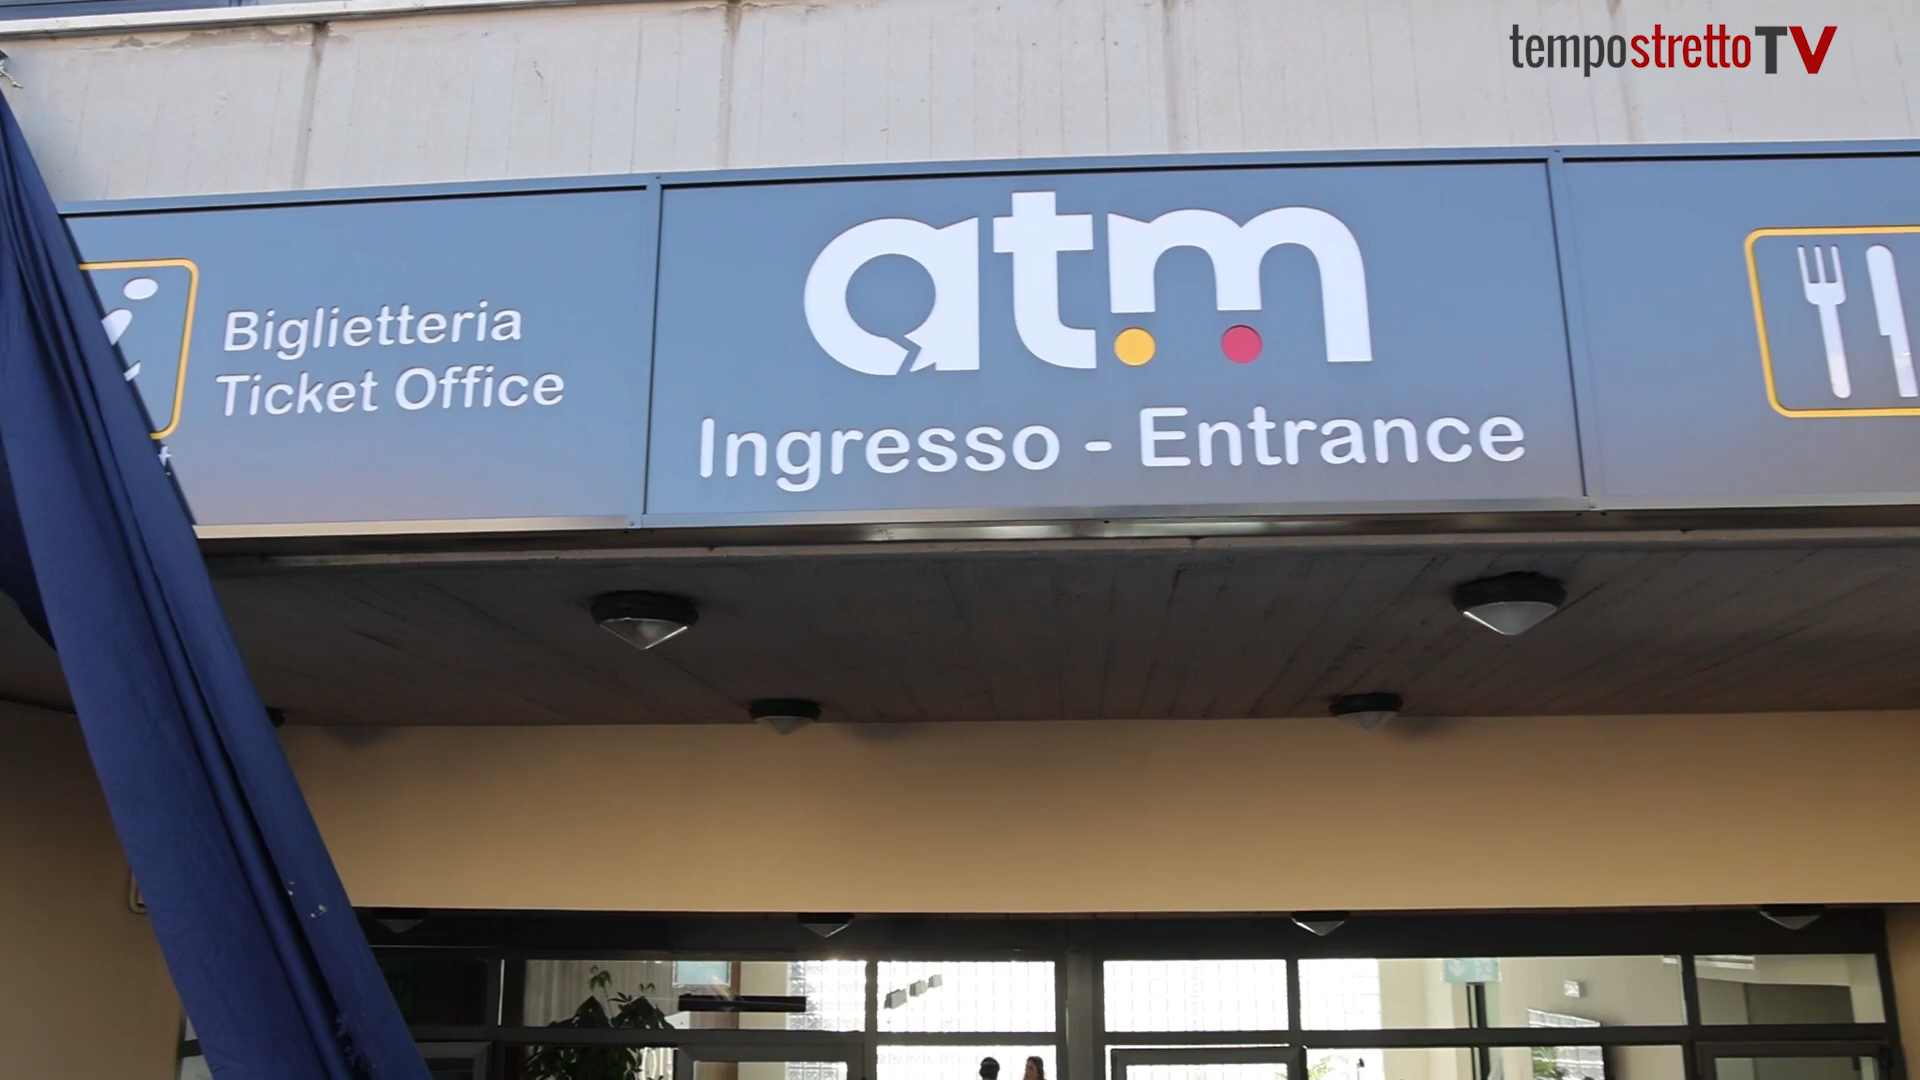 tempostrettoTV
Biglietteria
Ticket Office
atm
Ingresso - Entrance